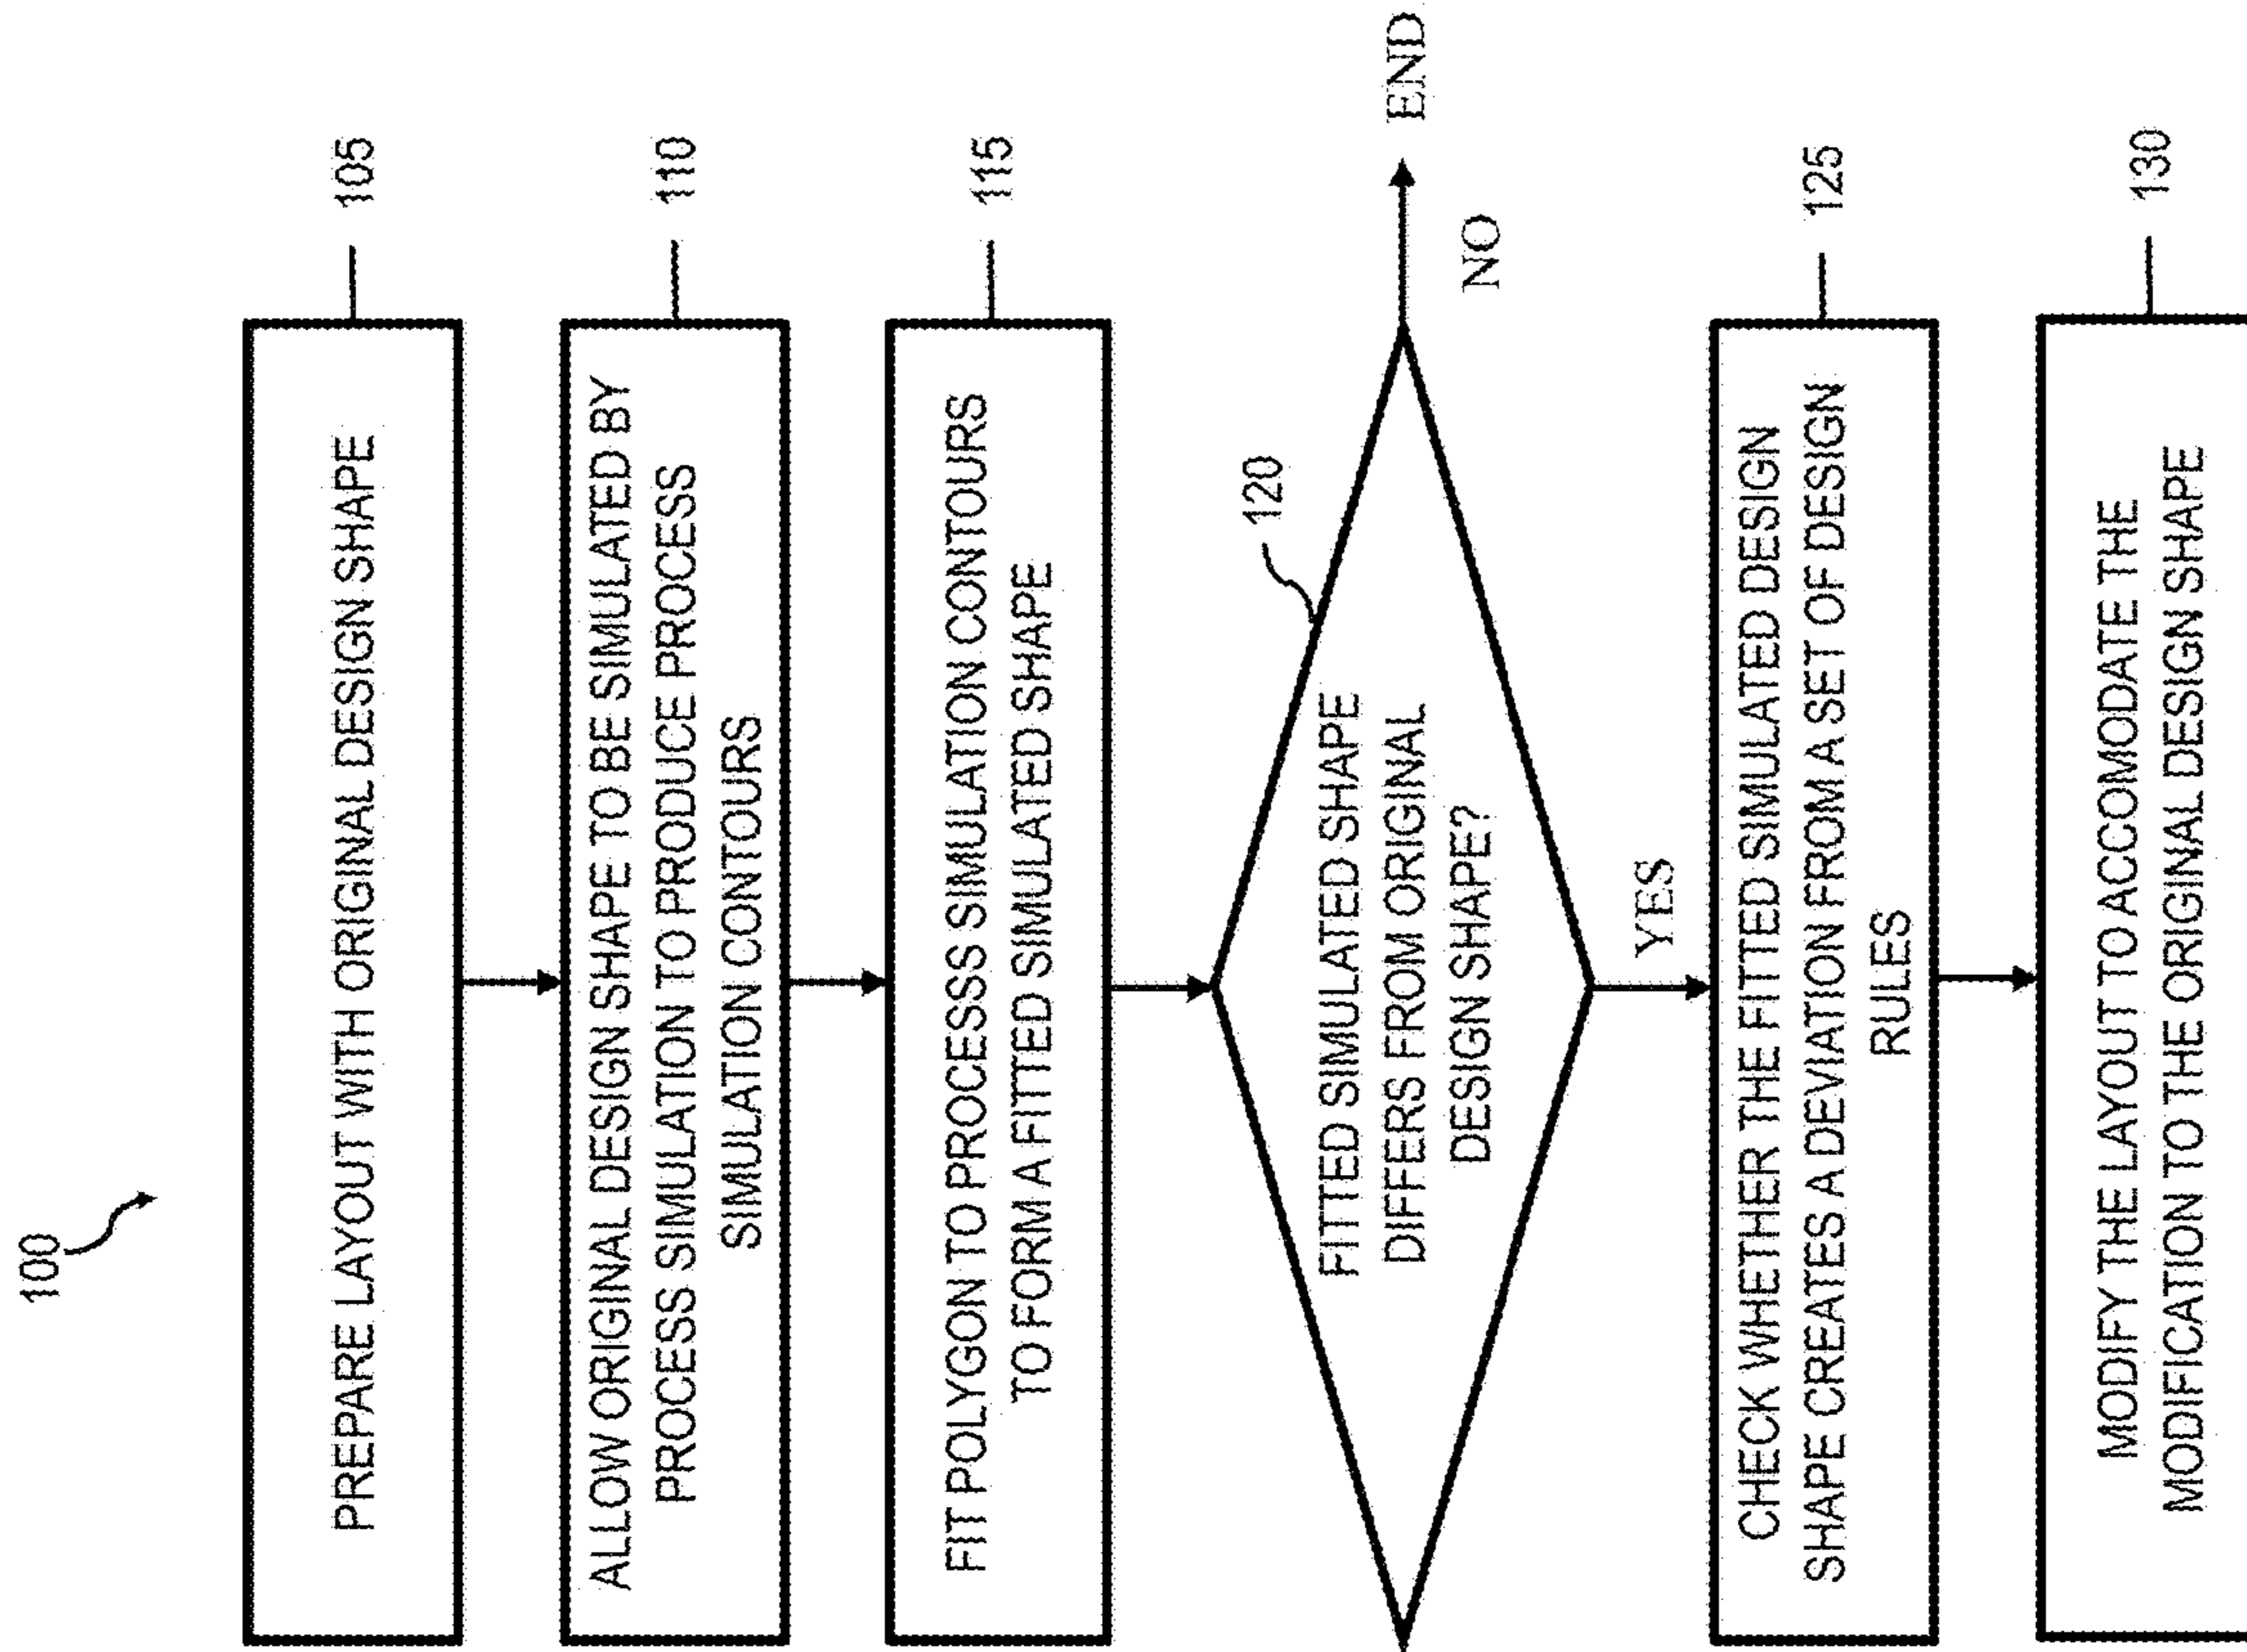 100
PREPARE LAYOUT WITH ORIGINAL DESIGN SHAPE
105
ALLOW ORIGINAL DESIGN SHAPE TO BE SIMULATED BY
PROCESS SIMULATION TO PRODUCE PROCESS
SIMULATION CONTOURS
110
FIT POLYGON TO PROCESS SIMULATION CONTOURS
TO FORM A FITTED SIMULATED SHAPE
115
120
FITTED SIMULATED SHAPE
DIFFERS FROM ORIGINAL
DESIGN SHAPE?
END
NO
YES
CHECK WHETHER THE FITTED SIMULATED DESIGN
SHAPE CREATES A DEVIATION FROM A SET OF DESIGN
RULES
125
MODIFY THE LAYOUT TO ACCOMODATE THE
MODIFICATION TO THE ORIGINAL DESIGN SHAPE
130